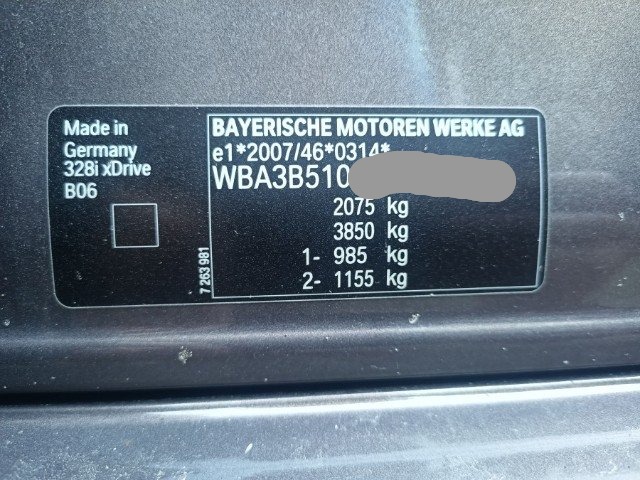 Made in
Germany
328i xDrive
B06
7 263 981
BAYERISCHE MOTOREN WERKE AG
e1*2007/46*0314*
WBA3B510
2075 kg
3850 kg
1- 985 kg
2- 1155 kg